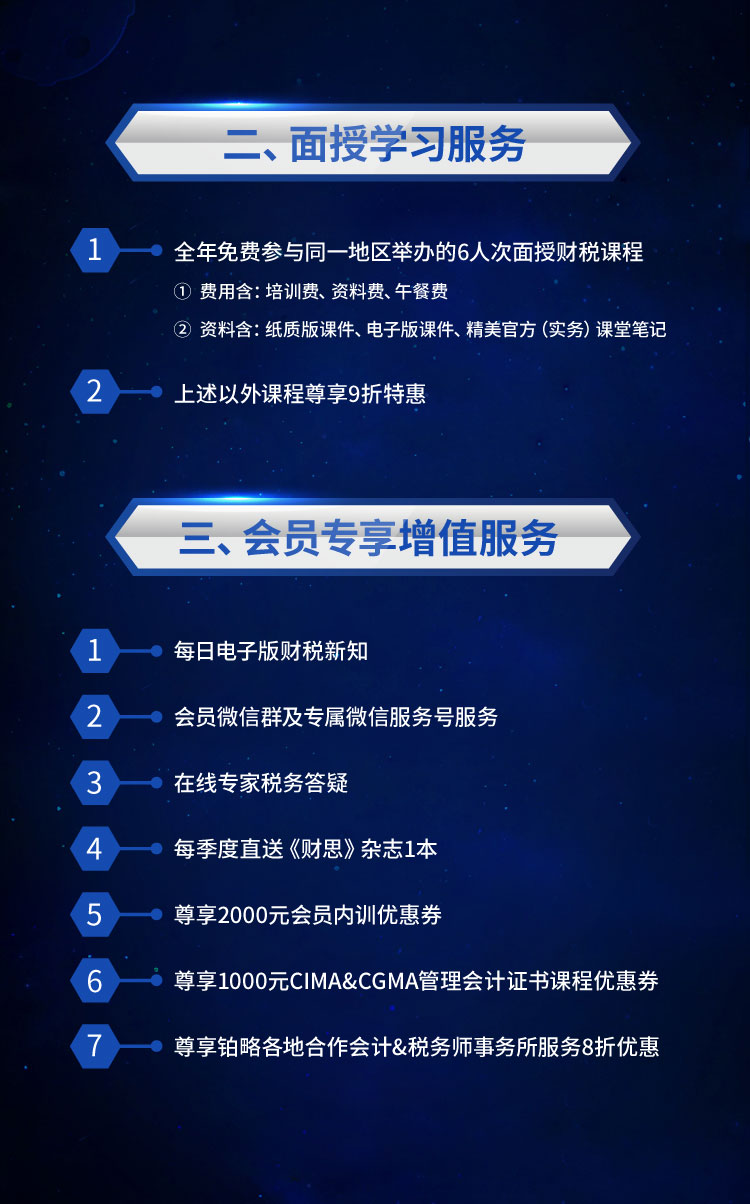 二、面授学习服务
1 全年免费参与同一地区举办的6人次面授财税课程
① 费用含：培训费、资料费、午餐费
② 资料含：纸质版课件、电子版课件、精美官方（实务）课堂笔记
2 上述以外课程尊享9折特惠
三、会员专享增值服务
1 每日电子版财税新知
2 会员微信群及专属微信服务号服务
3 在线专家税务答疑
4 每季度直送《财思》杂志1本
5 尊享2000元会员内训优惠券
6 尊享1000元CIMA&CGMA管理会计证书课程优惠券
7 尊享铂略各地合作会计&税务师事务所服务8折优惠